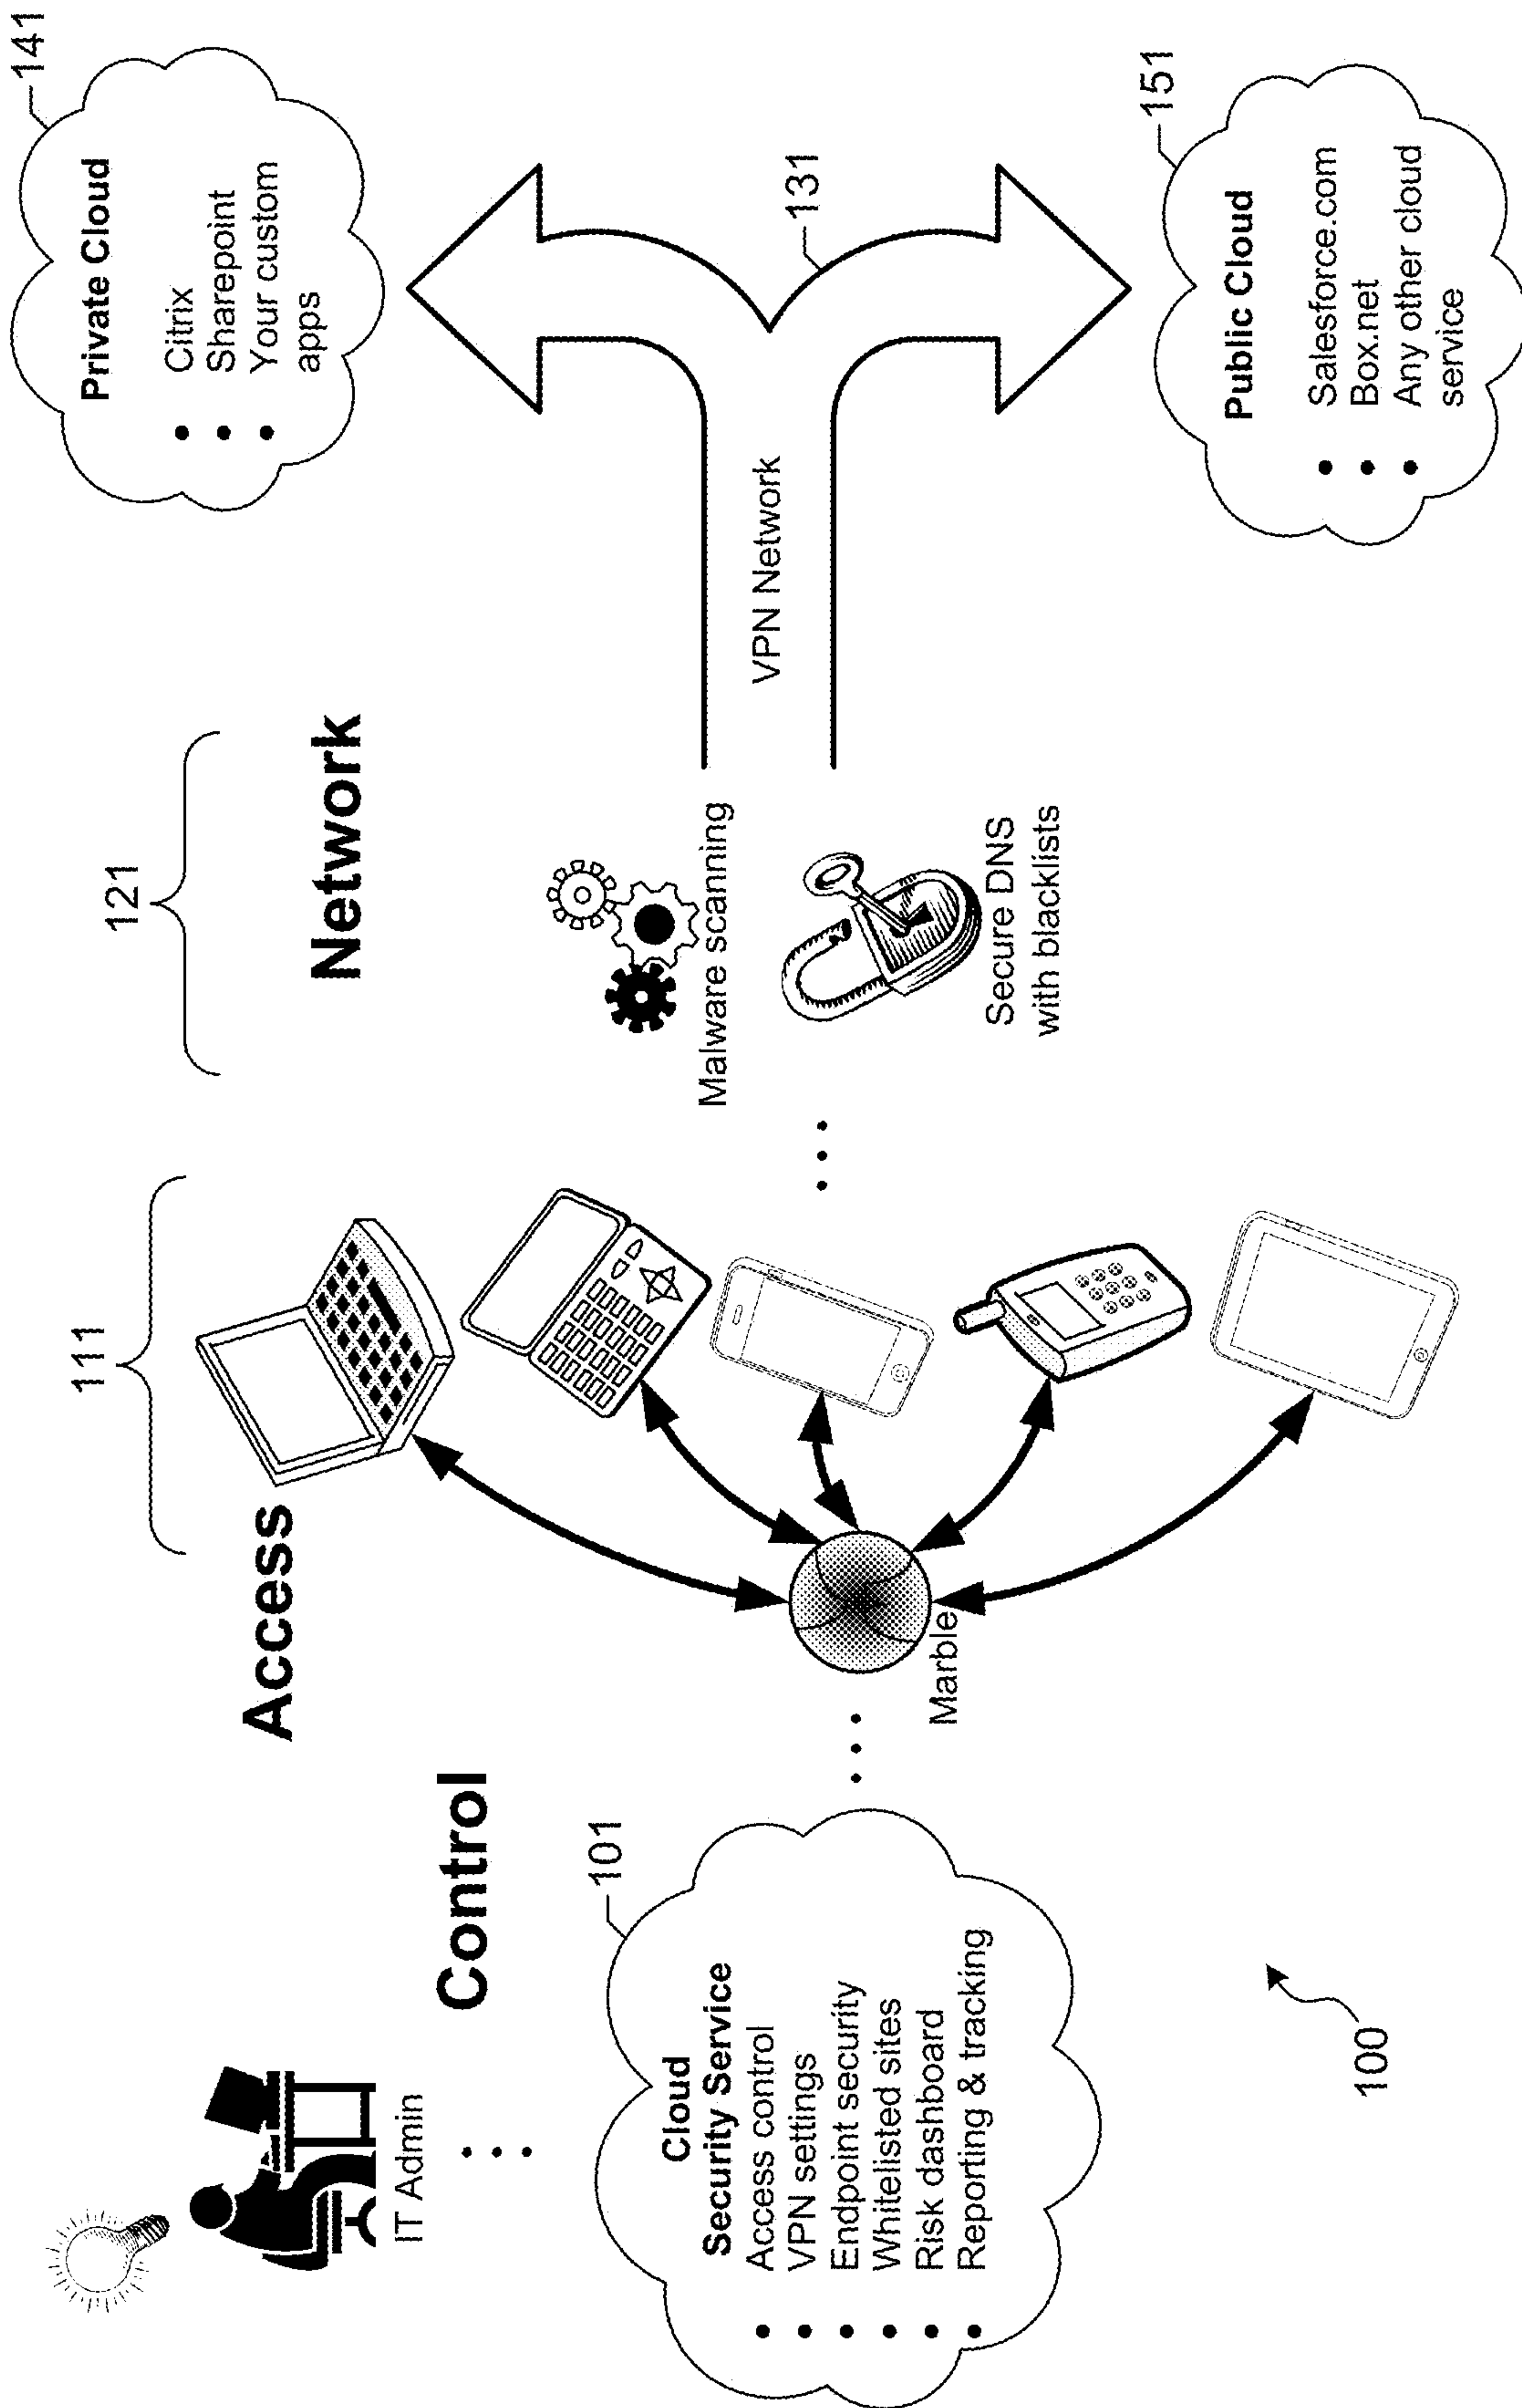 IT Admin
Control
101
Cloud
Security Service
• Access control
• VPN settings
• Endpoint security
• Whitelisted sites
• Risk dashboard
• Reporting & tracking
100
111
Access
Marble
121
Network
Malware scanning
Secure DNS
with blacklists
VPN Network
131
141
Private Cloud
• Citrix
• Sharepoint
• Your custom
apps
151
Public Cloud
• Salesforce.com
• Box.net
• Any other cloud
service